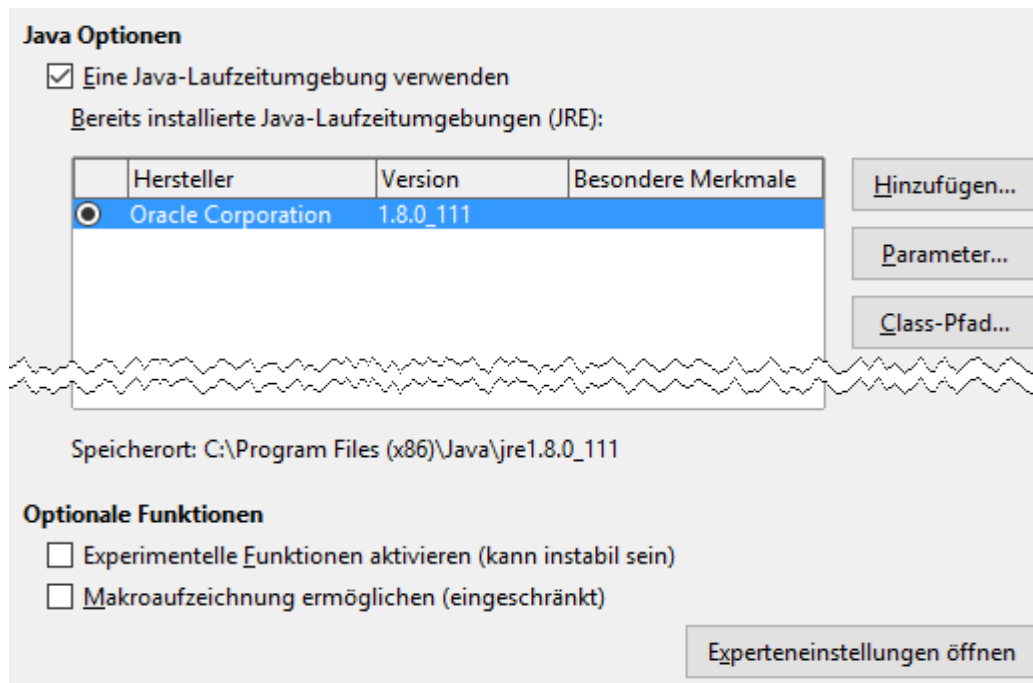 Java Optionen
Eine Java-Laufzeitumgebung verwenden
Bereits installierte Java-Laufzeitumgebungen (JRE):
Hersteller Version Besondere Merkmale
Oracle Corporation 1.8.0_111
Hinzufügen...
Parameter...
Class-Pfad...
Speicherort: C:\Program Files (x86)\Java\jre1.8.0_111
Optionale Funktionen
Experimentelle Funktionen aktivieren (kann instabil sein)
Makroaufzeichnung ermöglichen (eingeschränkt)
Experteneinstellungen öffnen